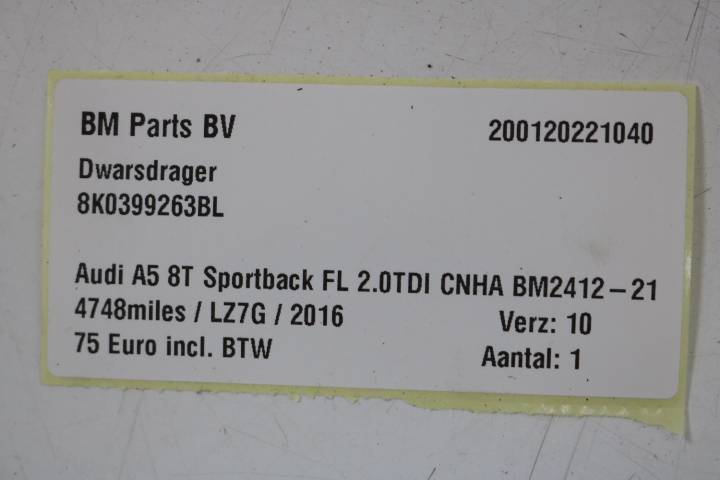 BM Parts BV 200120221040
Dwarsdrager
8K0399263BL
Audi A5 8T Sportback FL 2.0TDI CNHA BM2412-21
4748miles / LZ7G / 2016 Verz: 10
75 Euro incl. BTW Aantal: 1